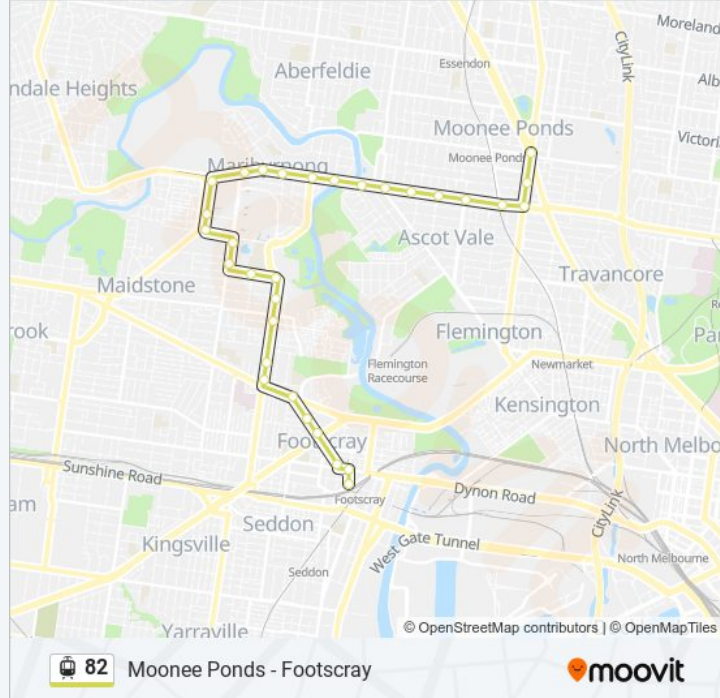 Moreland
CityLink
Essendon
Aberfeldie
Alb
ndale Heights
Moonee Ponds
Victori
Moonee Ponds
Maribyrnong
Ascot Vale
Travancore
Maidstone
rook
Flemington
Pa
Newmarket
Flemington
Racecourse
Kensington
Footscray
North Melbo
Sunshine Road
Dynon Road
Footscray
am
Seddon
CityLink
Kingsville
West Gate Tunnel
North Melbourne
Seddon
Yarraville
© OpenStreetMap contributors | © OpenMapTiles
82 Moonee Ponds - Footscray
moovit